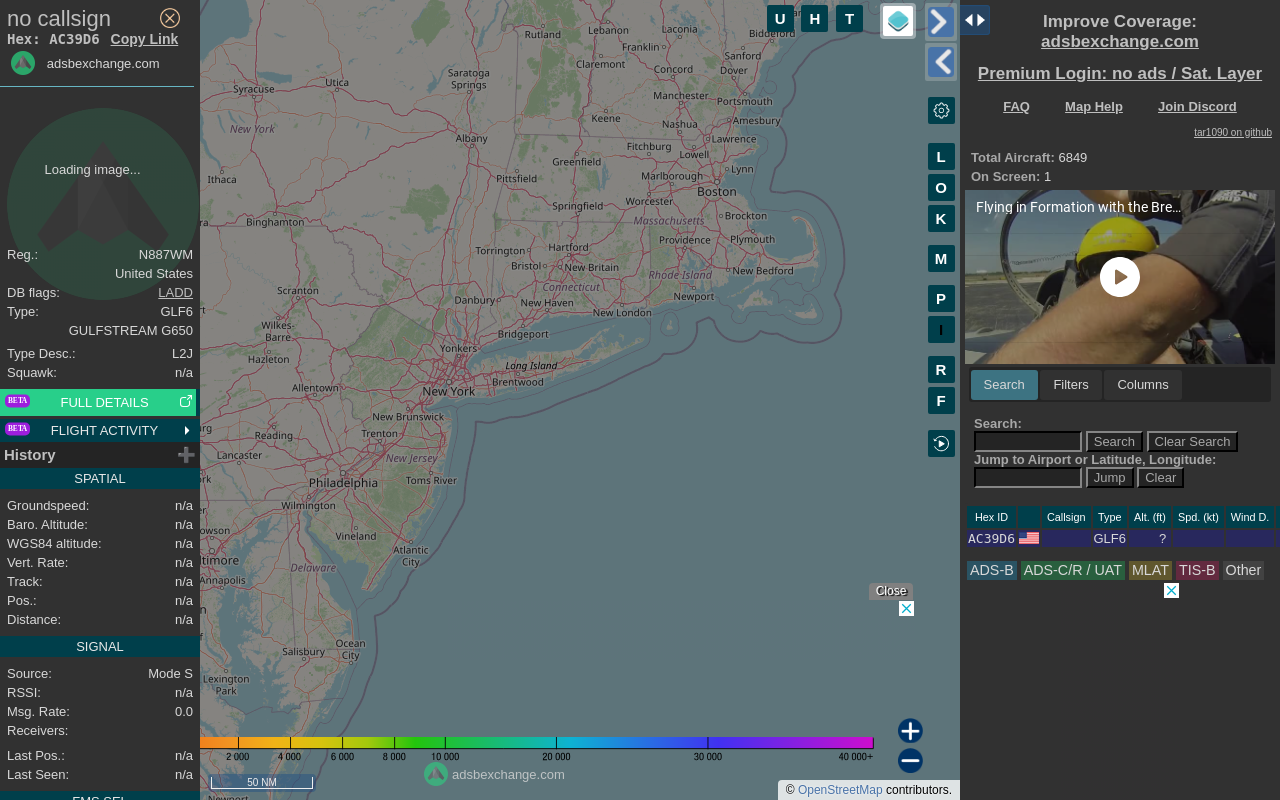 no callsign
Hex: AC39D6 Copy Link
adsbexchange.com
Loading image...
Reg.: N887WM
United States
DB flags: LADD
Type: GLF6
GULFSTREAM G650
Type Desc.: L2J
Squawk: n/a
BETA FULL DETAILS
BETA FLIGHT ACTIVITY
History
SPATIAL
Groundspeed: n/a
Baro. Altitude: n/a
WGS84 altitude: n/a
Vert. Rate: n/a
Track: n/a
Pos.: n/a
Distance: n/a
SIGNAL
Source: Mode S
RSSI: n/a
Msg. Rate: 0.0
Receivers:
Last Pos.: n/a
Last Seen: n/a
FMS SEL
U H T
L
O
K
M
P
I
R
F
Rutland
Lebanon
Laconia
Biddeford
Franklin
Claremont
Sanford
Concord
Dover
Saratoga
Springs
Utica
Syracuse
Manchester
Portsmouth
Keene
Nashua
Amesbury
New York
Albany
Lawrence
Fitchburg
Greenfield
Lowell
Ithaca
Pittsfield
Marlborough
Lynn
Boston
Worcester
Springfield
Massachusetts
Brockton
Binghamton
Torrington
Hartford
Providence
Plymouth
Bristol
New Britain
Rhode Island
New Bedford
Connecticut
Scranton
Danbury
New Haven
Newport
New London
Wilkes-
Barre
Bridgeport
Yonkers
Hazleton
Long Island
Brentwood
Allentown
New York
New Brunswick
Reading
Trenton
Lancaster
New Jersey
Philadelphia
Toms River
Wilmington
Vineland
Atlantic
City
Delaware
Annapolis
Ocean
City
Salisbury
Lexington
Park
Newport
Close
2 000 4 000 6 000 8 000 10 000 20 000 30 000 40 000+
50 NM
adsbexchange.com
© OpenStreetMap contributors.
Improve Coverage:
adsbexchange.com
Premium Login: no ads / Sat. Layer
FAQ Map Help Join Discord
tar1090 on github
Total Aircraft: 6849
On Screen: 1
Flying in Formation with the Bre...
Search Filters Columns
Search:
Search Clear Search
Jump to Airport or Latitude, Longitude:
Jump Clear
Hex ID Callsign Type Alt. (ft) Spd. (kt) Wind D.
AC39D6 GLF6 ?
ADS-B ADS-C/R / UAT MLAT TIS-B Other